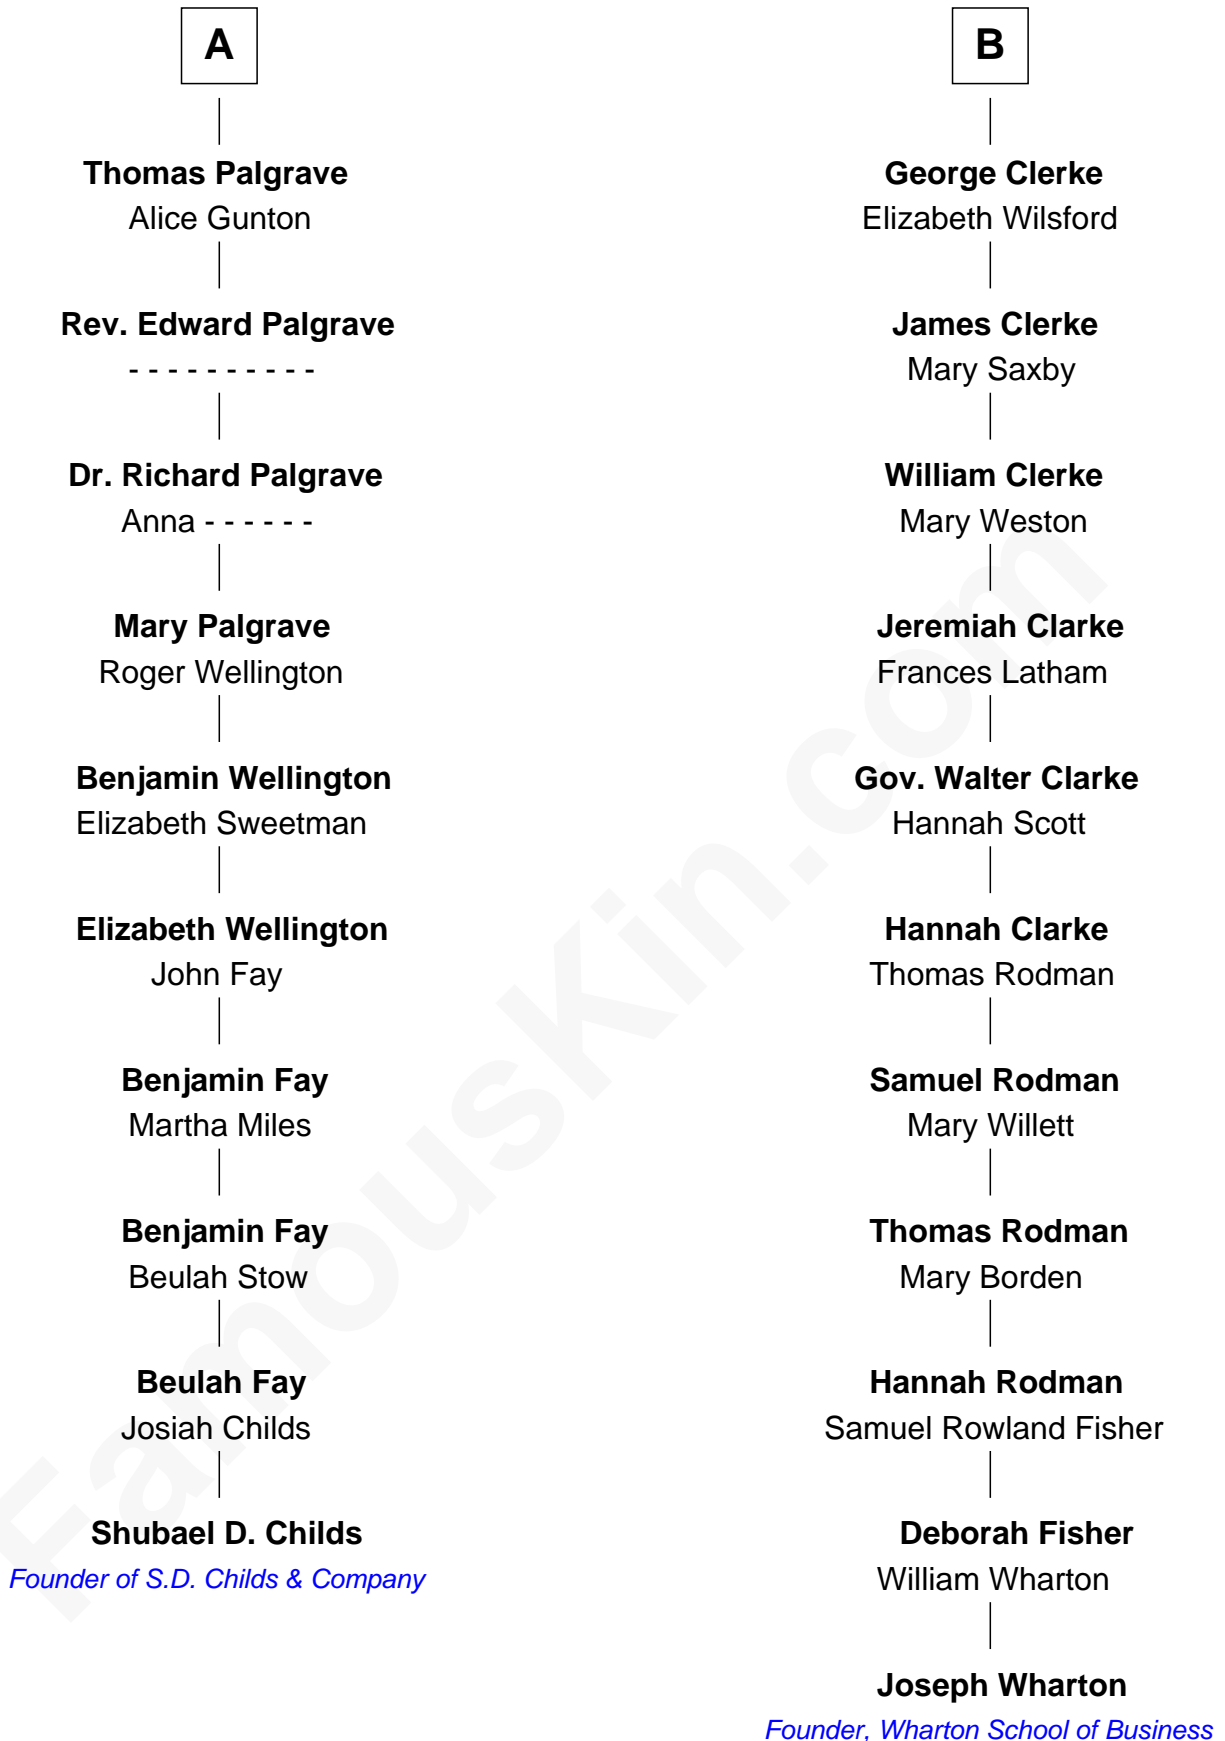 A
Thomas Palgrave
Alice Gunton
Rev. Edward Palgrave
- - - - - - - - - -
Dr. Richard Palgrave
Anna - - - - - -
Mary Palgrave
Roger Wellington
Benjamin Wellington
Elizabeth Sweetman
Elizabeth Wellington
John Fay
Benjamin Fay
Martha Miles
Benjamin Fay
Beulah Stow
Beulah Fay
Josiah Childs
Shubael D. Childs
Founder of S.D. Childs & Company
B
George Clerke
Elizabeth Wilsford
James Clerke
Mary Saxby
William Clerke
Mary Weston
Jeremiah Clarke
Frances Latham
Gov. Walter Clarke
Hannah Scott
Hannah Clarke
Thomas Rodman
Samuel Rodman
Mary Willett
Thomas Rodman
Mary Borden
Hannah Rodman
Samuel Rowland Fisher
Deborah Fisher
William Wharton
Joseph Wharton
Founder, Wharton School of Business
FamousKin.com